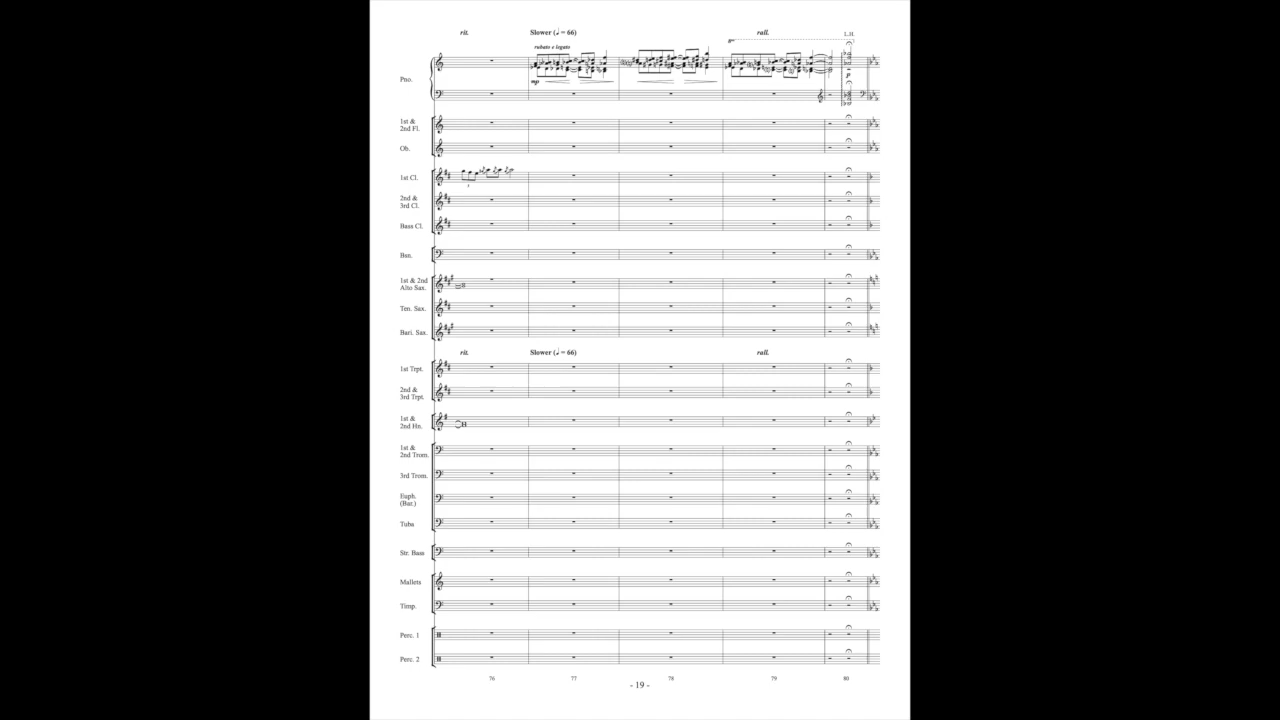 rit. Slower (♩ = 66) rall. L.H.
rubato e legato
8va
Pno.
mp p
1st &
2nd Fl.
Ob.
1st Cl.
3
2nd &
3rd Cl.
Bass Cl.
Bsn.
1st & 2nd
Alto Sax.
Ten. Sax.
Bari. Sax.
rit. Slower (♩ = 66) rall.
1st Trpt.
2nd &
3rd Trpt.
1st &
2nd Hn.
1st &
2nd Trom.
3rd Trom.
Euph.
(Bar.)
Tuba
Str. Bass
Mallets
Timp.
Perc. 1
Perc. 2
76 77 78 79 80
- 19 -